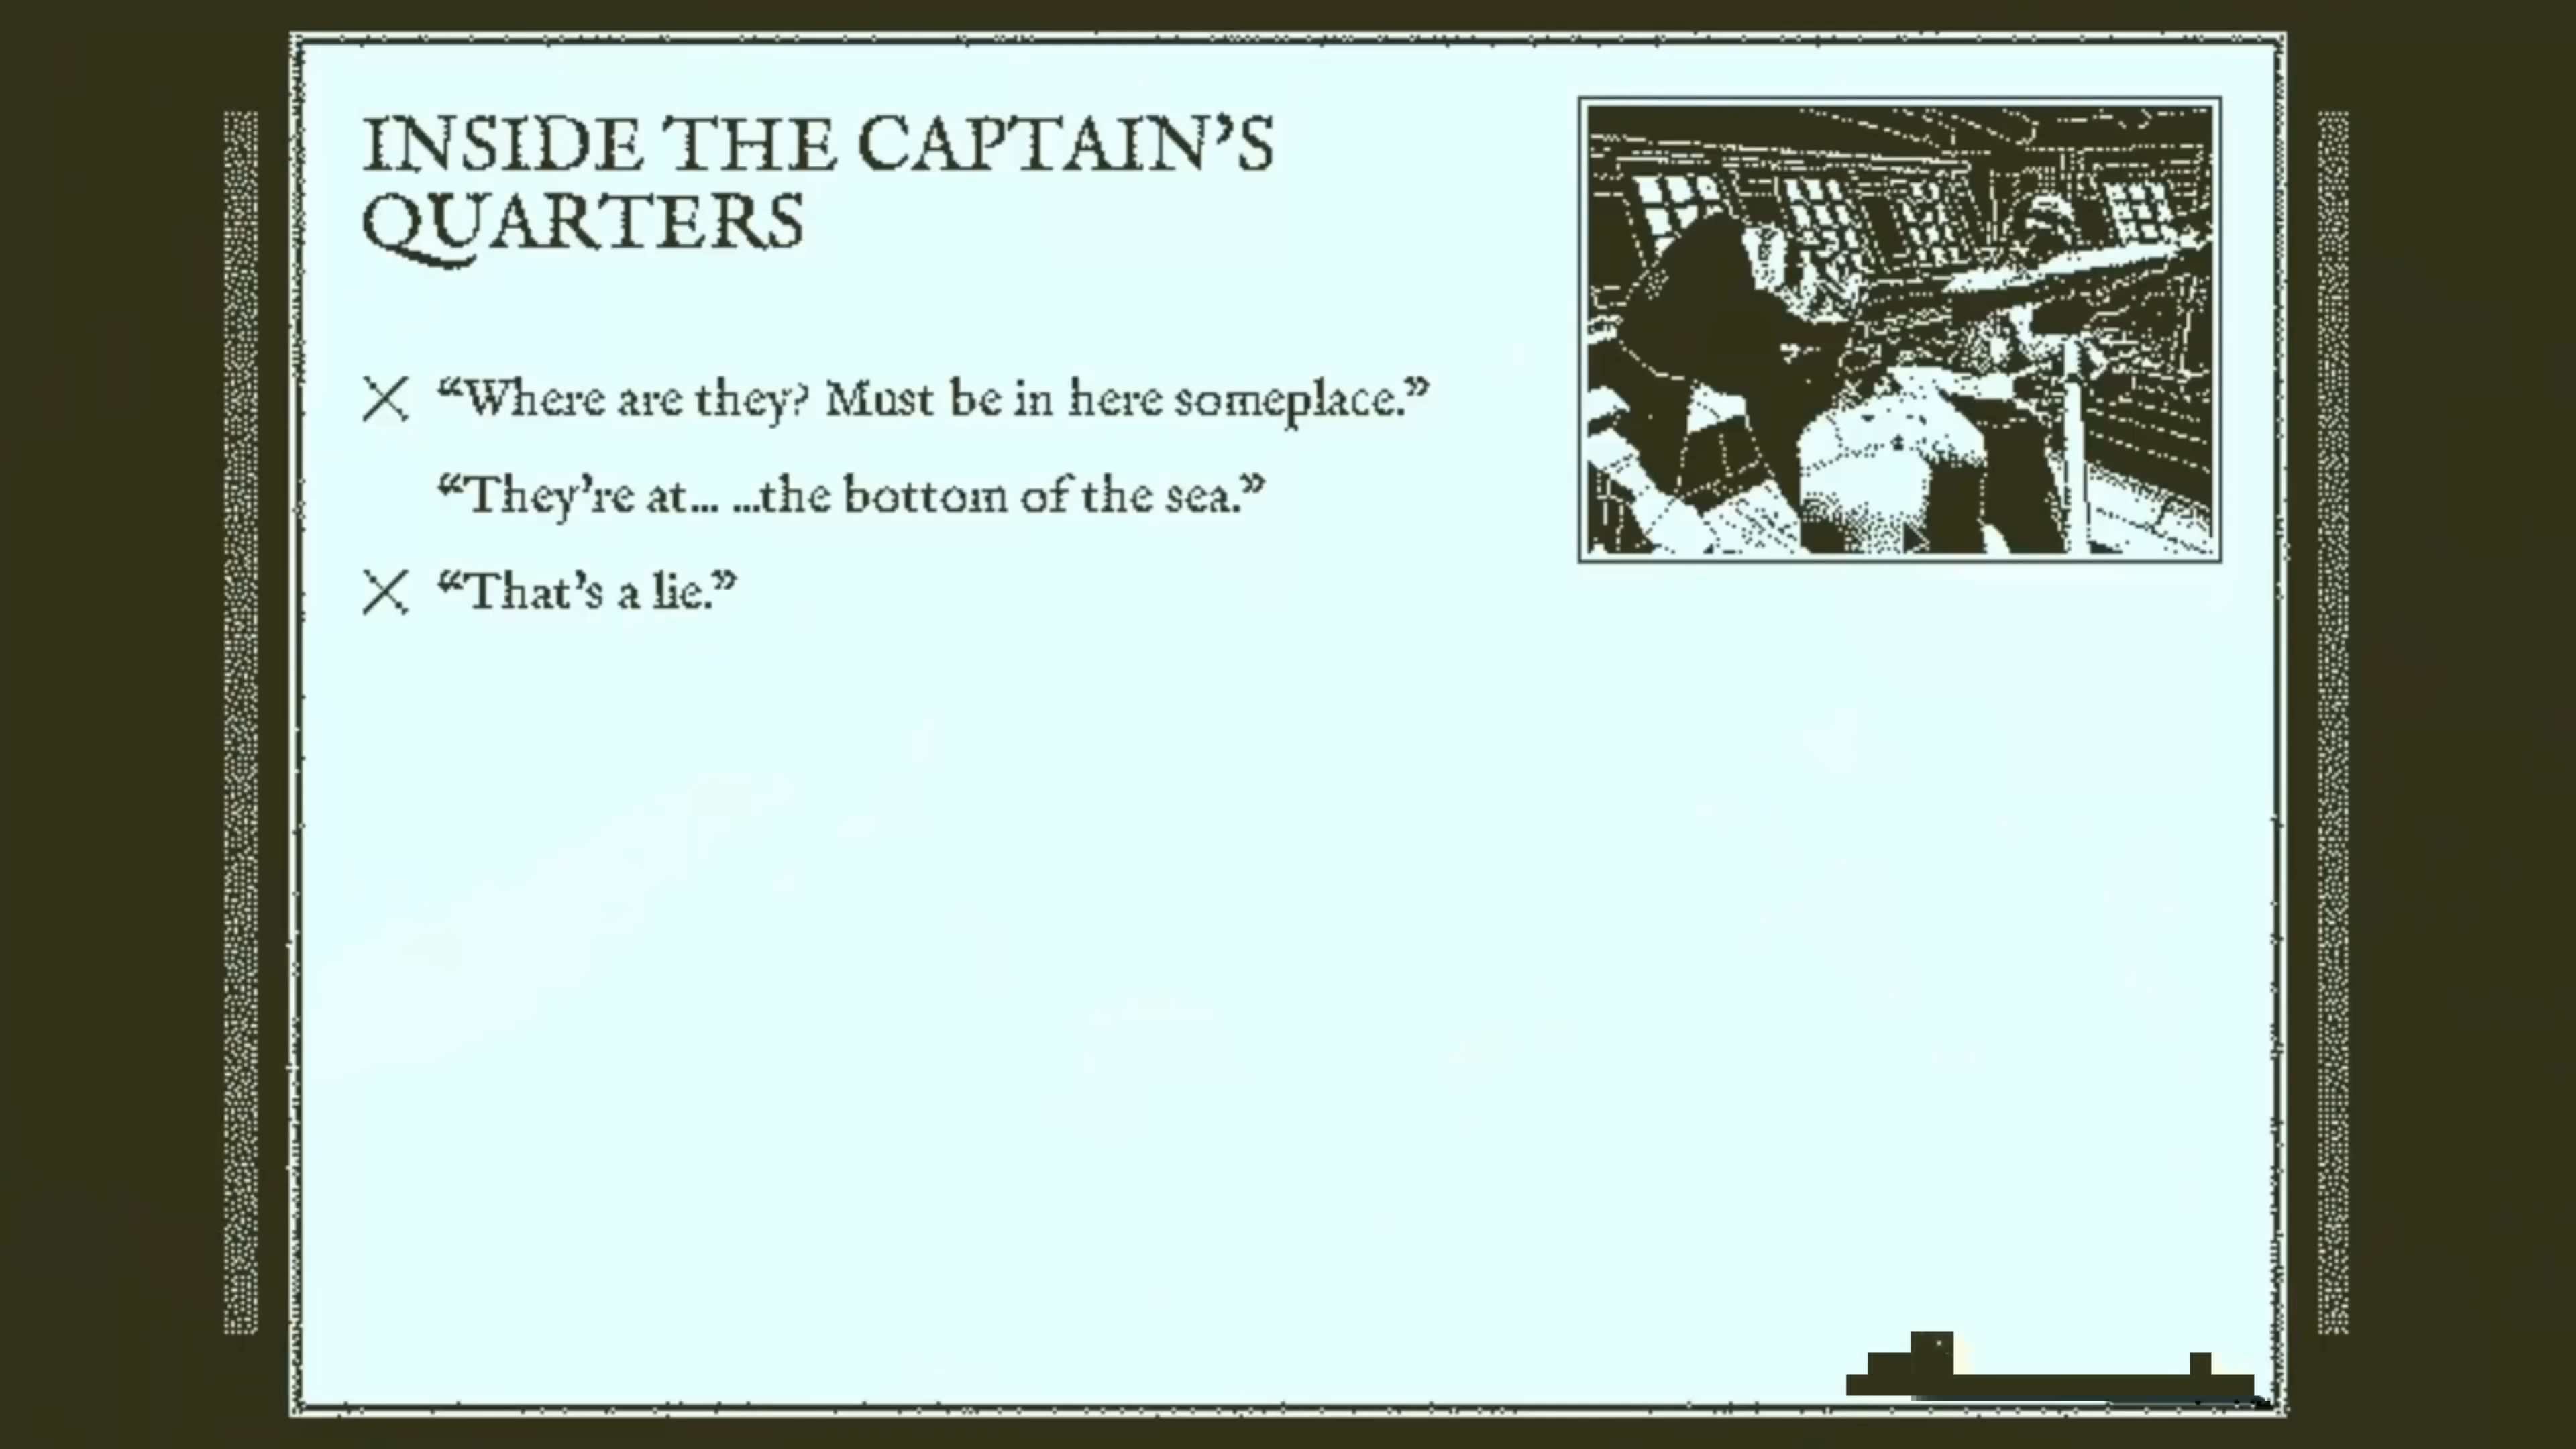 INSIDE THE CAPTAIN’S
QUARTERS
“Where are they? Must be in here someplace.”
“They’re at... ...the bottom of the sea.”
“That’s a lie.”